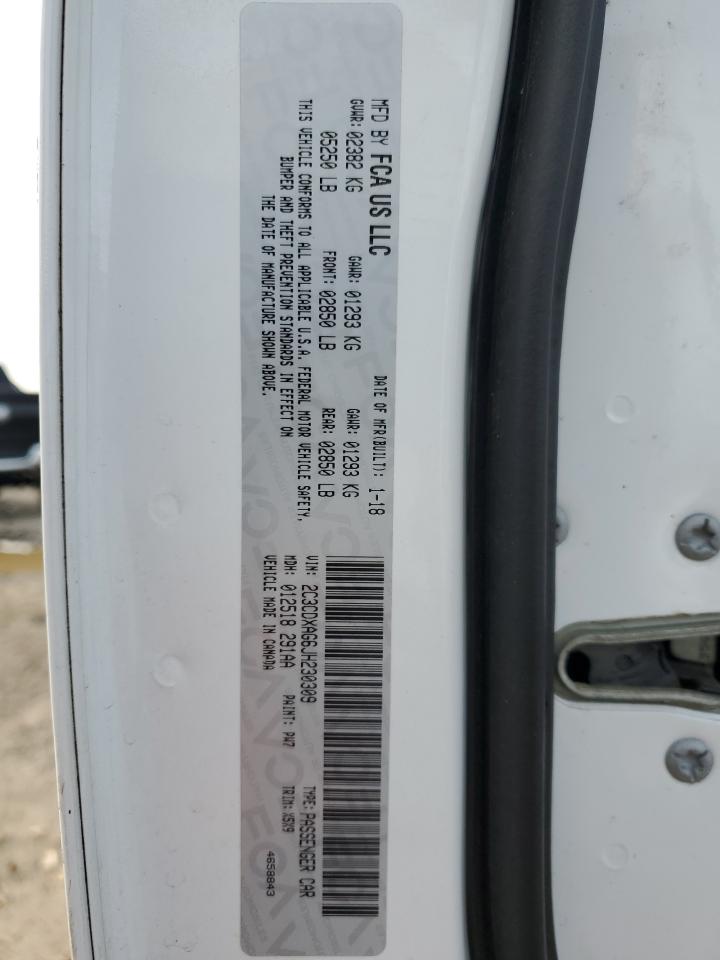 MFD BY FCA US LLC
DATE OF MFR(BUILT): 1-18
GVWR: 02382 KG
GAWR: 01293 KG
GAWR: 01293 KG
05250 LB
FRONT: 02850 LB
REAR: 02850 LB
THIS VEHICLE CONFORMS TO ALL APPLICABLE U.S.A. FEDERAL MOTOR VEHICLE SAFETY,
BUMPER AND THEFT PREVENTION STANDARDS IN EFFECT ON
THE DATE OF MANUFACTURE SHOWN ABOVE.
VIN: 2C3CDXAG6JH230309
TYPE: PASSENGER CAR
MDH: 012518 291AA
PAINT: PW7
TRIM: X5X9
VEHICLE MADE IN CANADA
4658843